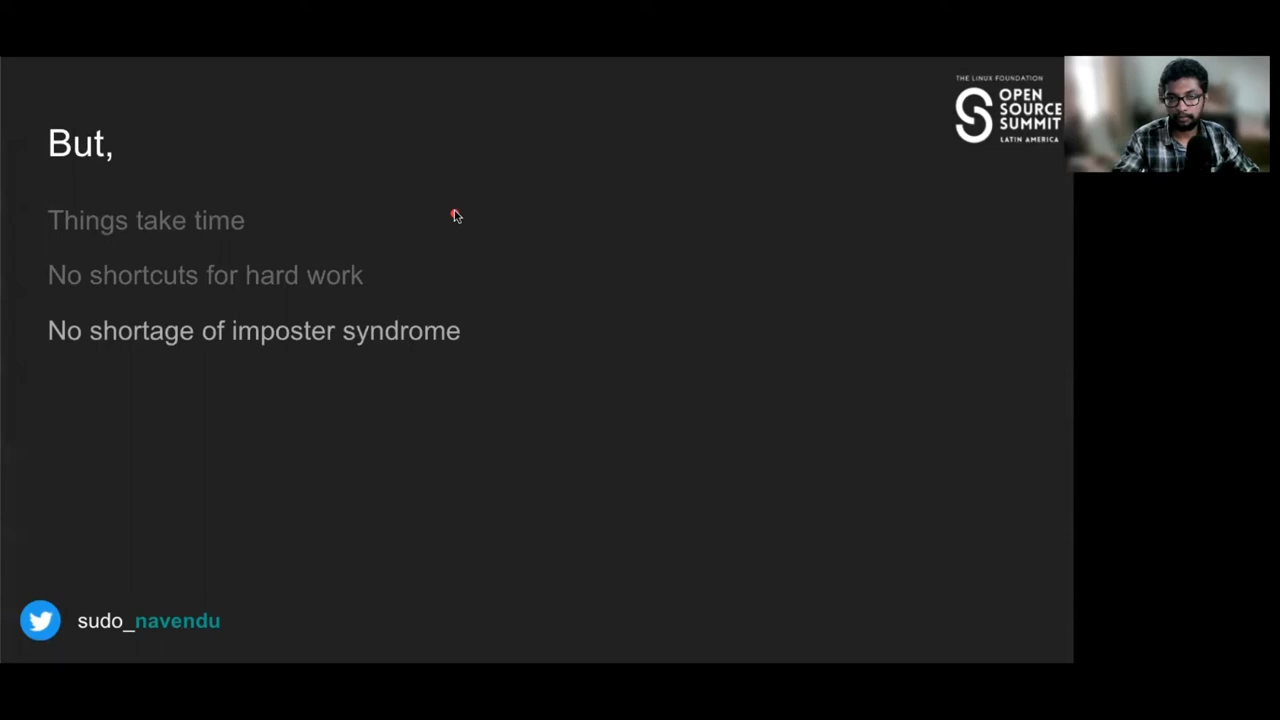 THE LINUX FOUNDATION
OPEN
SOURCE
SUMMIT
LATIN AMERICA
But,
Things take time
No shortcuts for hard work
No shortage of imposter syndrome
sudo_navendu